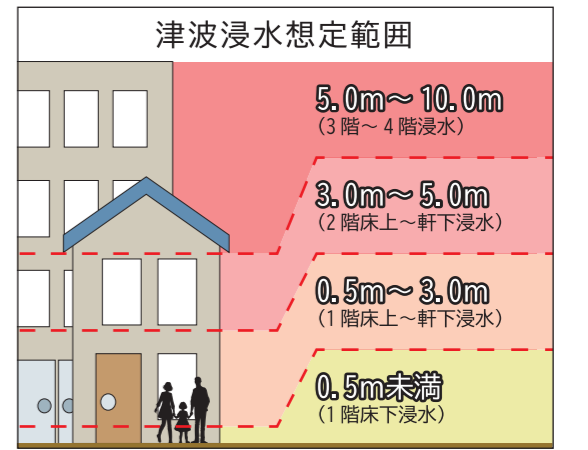 津波浸水想定範囲
5.0m～10.0m
（3階～4階浸水）
3.0m～5.0m
（2階床上～軒下浸水）
0.5m～3.0m
（1階床上～軒下浸水）
0.5m未満
（1階床下浸水）